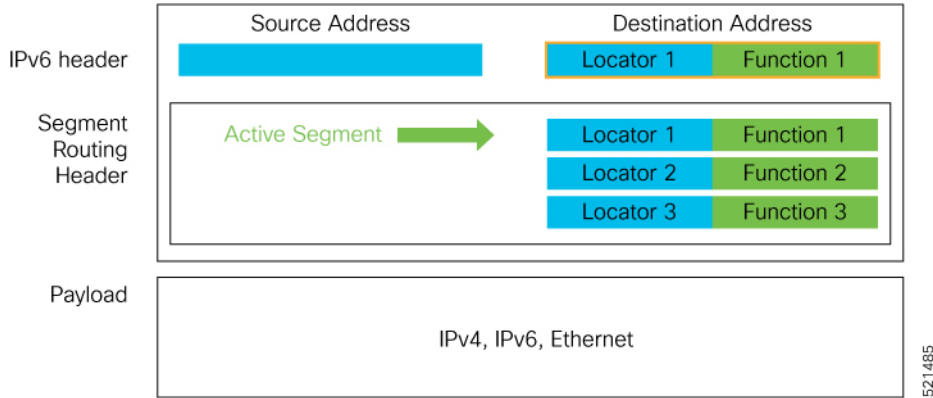 Source Address
Destination Address
IPv6 header
Locator 1
Function 1
Segment
Routing
Header
Active Segment
Locator 1
Function 1
Locator 2
Function 2
Locator 3
Function 3
Payload
IPv4, IPv6, Ethernet
521485